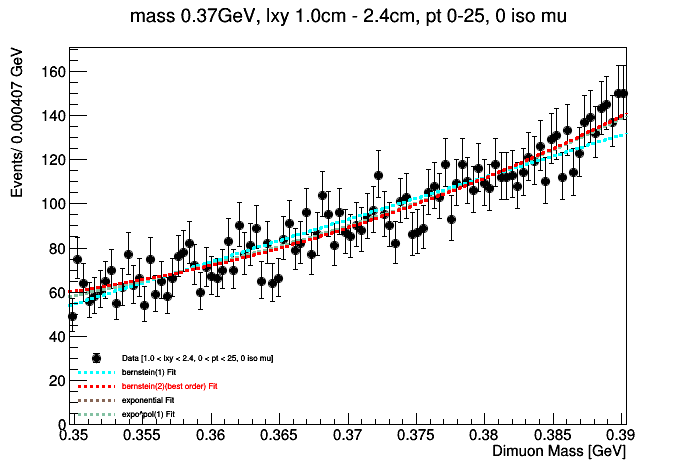 mass 0.37GeV, lxy 1.0cm - 2.4cm, pt 0-25, 0 iso mu
Events/ 0.000407 GeV
160
140
120
100
80
60
40
20
0
Data [1.0 < lxy < 2.4, 0 < pt < 25, 0 iso mu]
bernstein(1) Fit
bernstein(2)(best order) Fit
exponential Fit
expo*pol(1) Fit
0.35 0.355 0.36 0.365 0.37 0.375 0.38 0.385 0.39
Dimuon Mass [GeV]